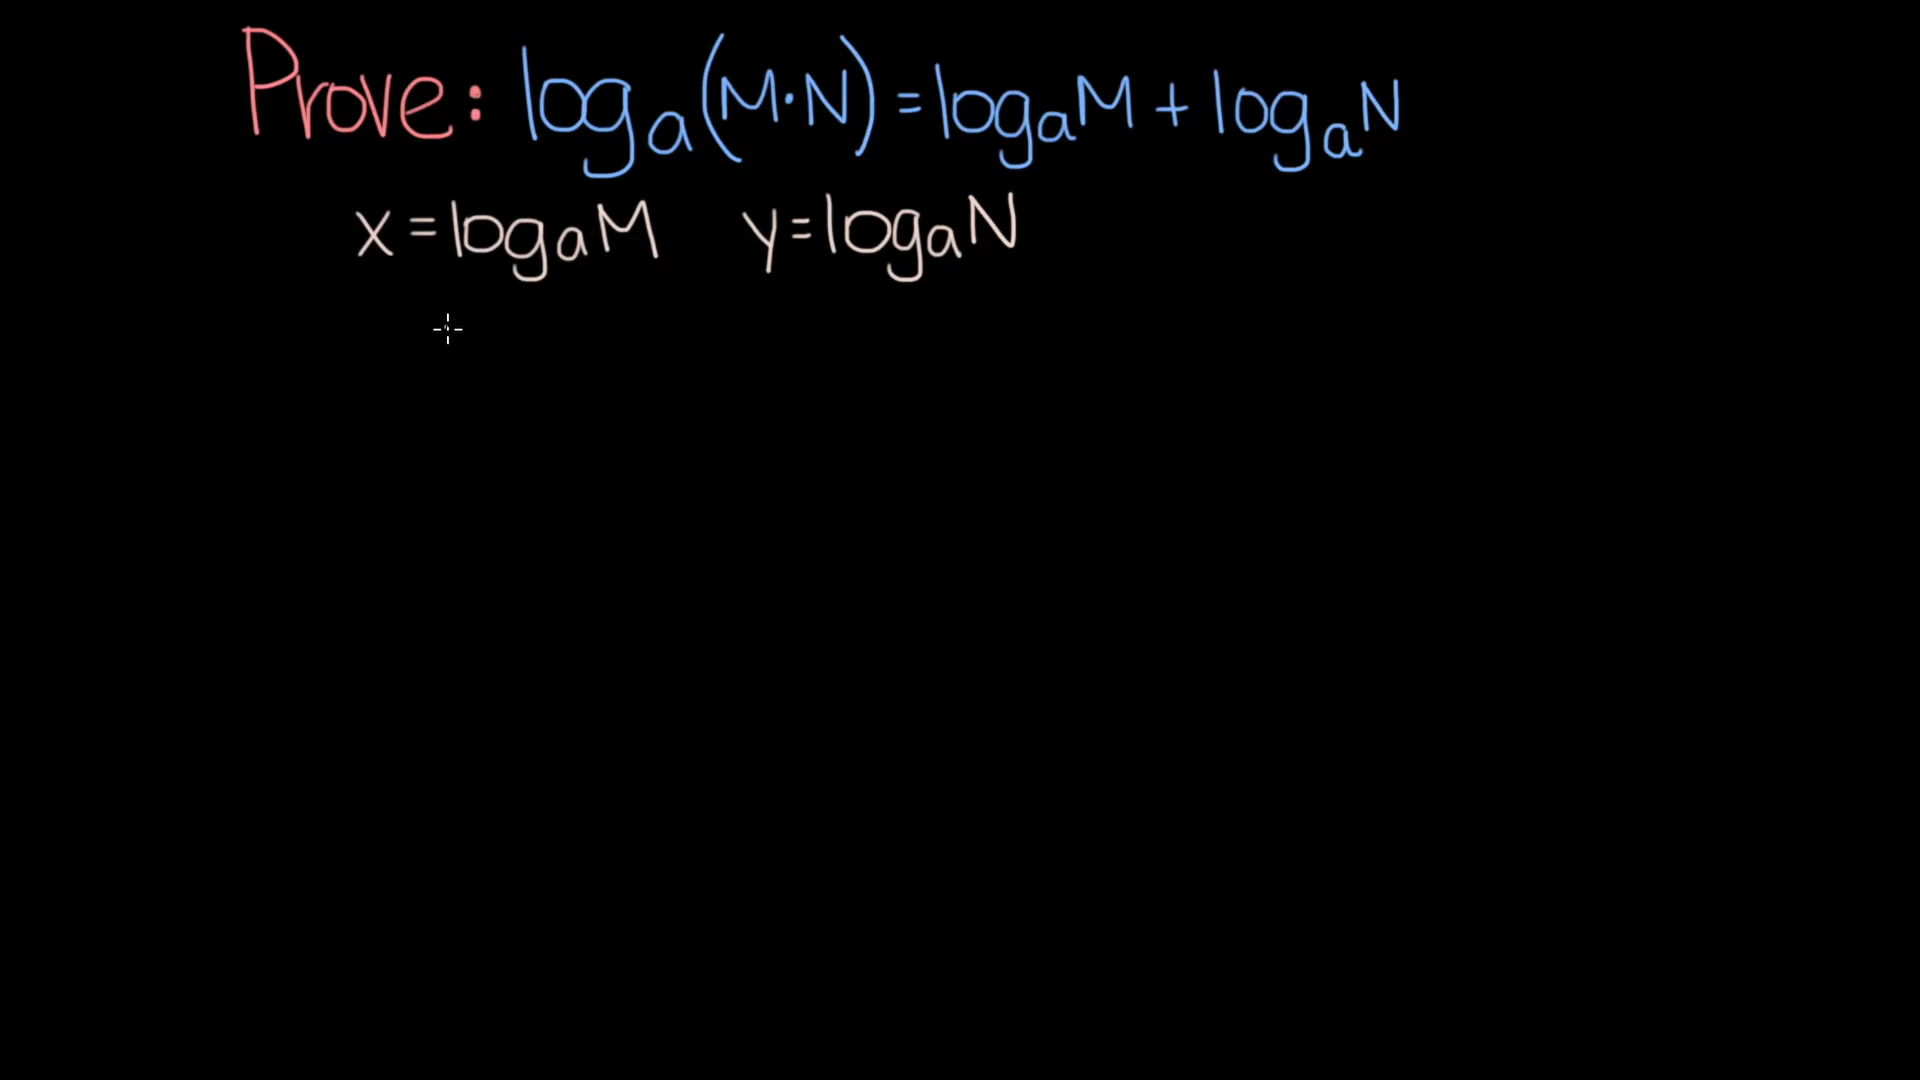 Prove: logₐ(M·N) = logₐM + logₐN
x = logₐM y = logₐN